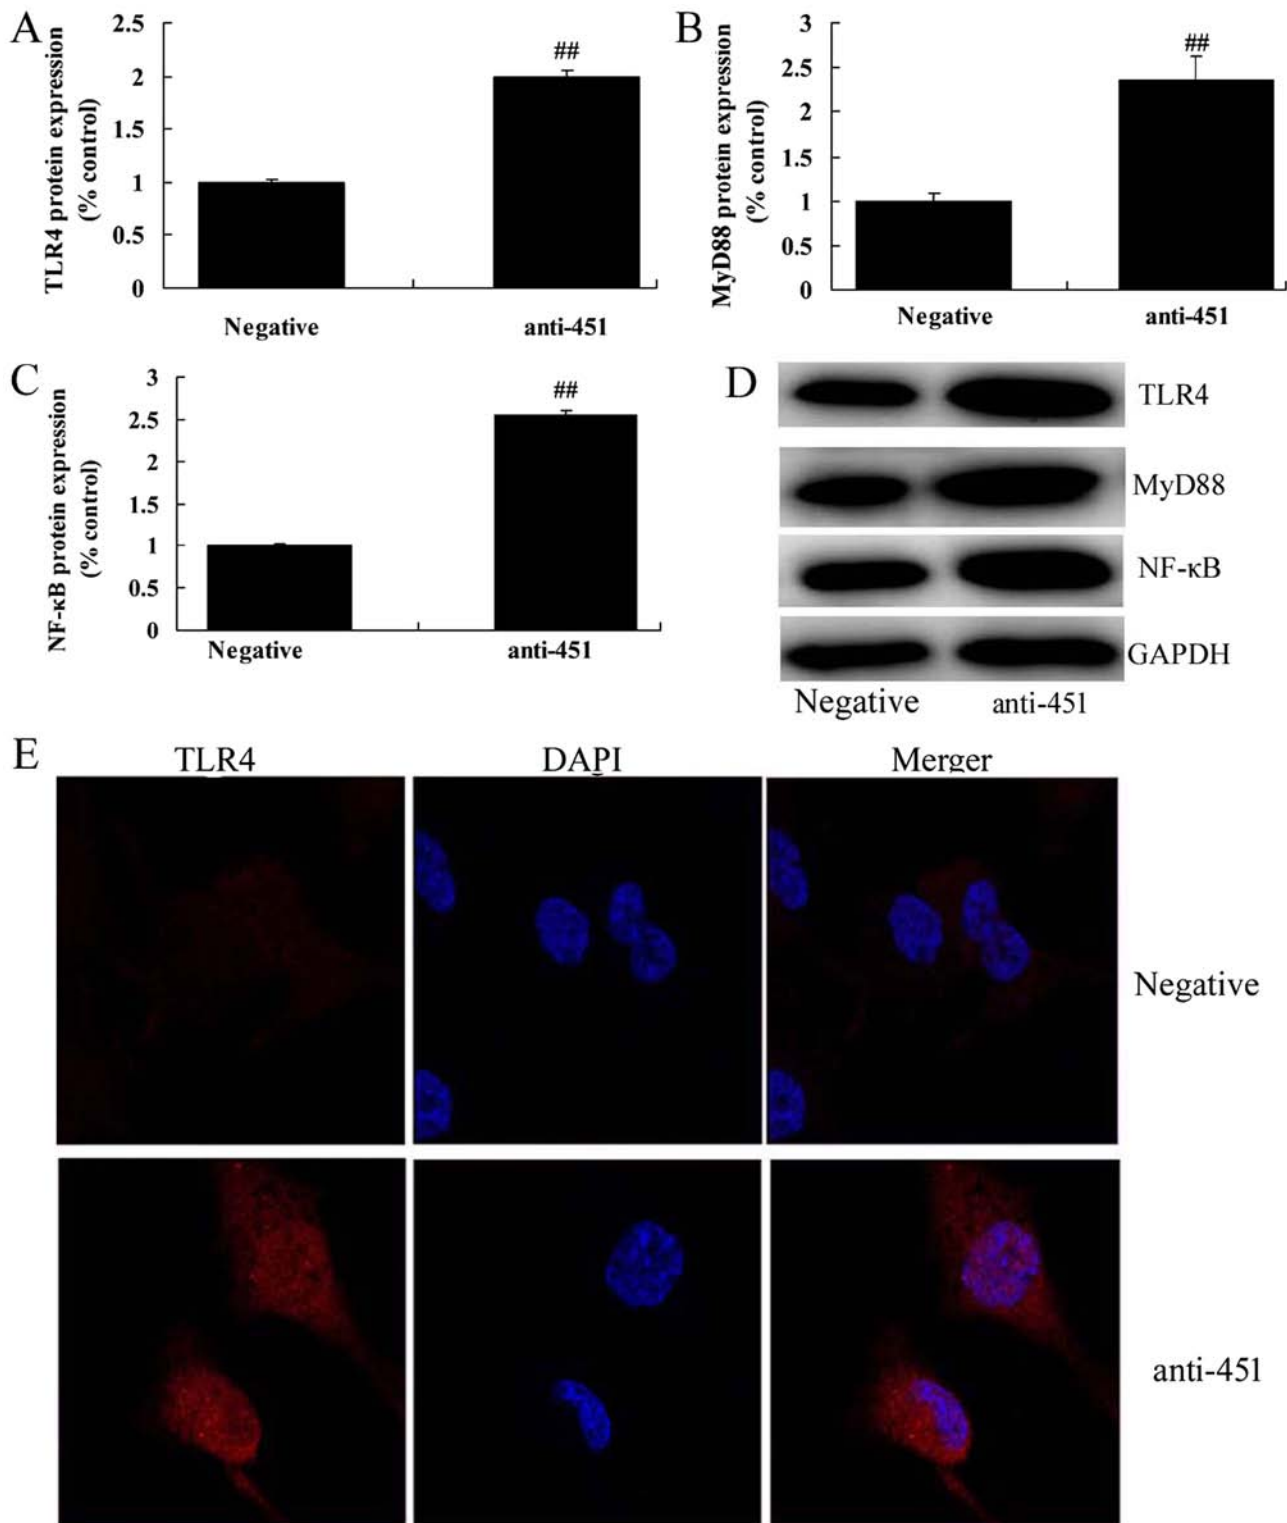 A
TLR4 protein expression
(% control)
2.5
2
1.5
1
0.5
0
##
Negative
anti-451
B
MyD88 protein expression
(% control)
3
2.5
2
1.5
1
0.5
0
##
Negative
anti-451
C
NF-κB protein expression
(% control)
3
2.5
2
1.5
1
0.5
0
##
Negative
anti-451
D
TLR4
MyD88
NF-κB
GAPDH
Negative
anti-451
E
TLR4
DAPI
Merger
Negative
anti-451